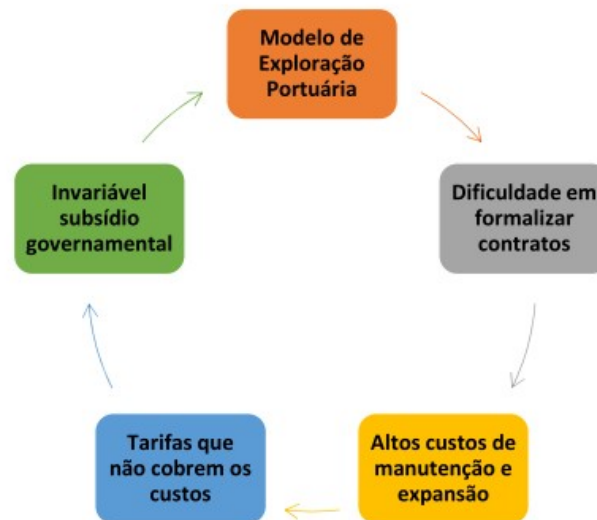 Modelo de
Exploração
Portuária
Dificuldade em
formalizar
contratos
Altos custos de
manutenção e
expansão
Tarifas que
não cobrem os
custos
Invariável
subsídio
governamental